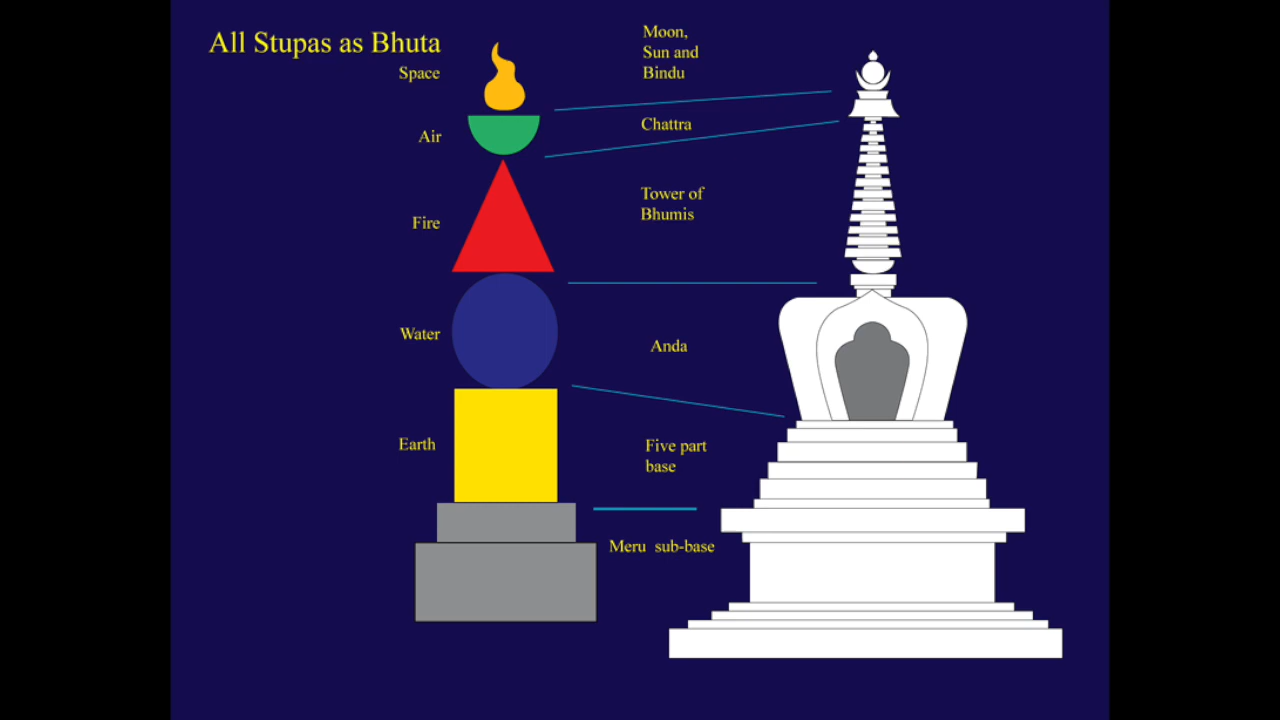 All Stupas as Bhuta
Space
Moon,
Sun and
Bindu
Air
Chattra
Fire
Tower of
Bhumis
Water
Anda
Earth
Five part
base
Meru sub-base